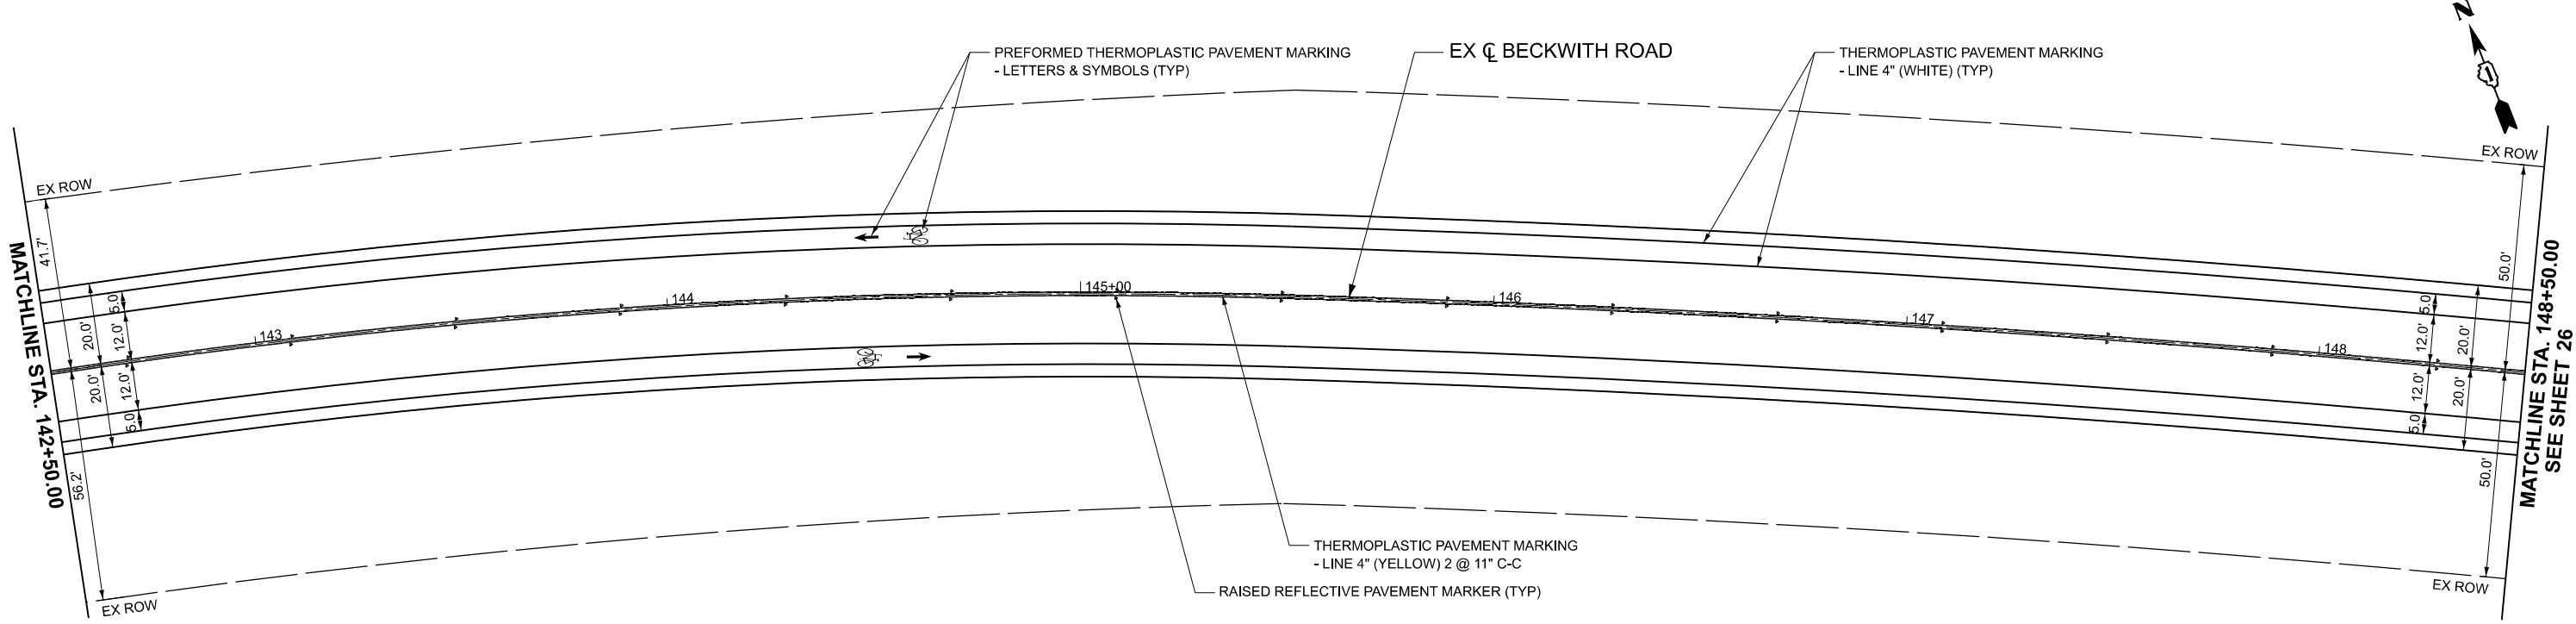 N
PREFORMED THERMOPLASTIC PAVEMENT MARKING
- LETTERS & SYMBOLS (TYP)
EX ℄ BECKWITH ROAD
THERMOPLASTIC PAVEMENT MARKING
- LINE 4" (WHITE) (TYP)
EX ROW
EX ROW
MATCHLINE STA. 142+50.00
41.7'
20.0'
5.0'
12.0'
20.0'
12.0'
5.0'
56.2'
143
144
145+00
146
147
148
50.0'
5.0'
12.0'
20.0'
12.0'
20.0'
5.0'
50.0'
MATCHLINE STA. 148+50.00
SEE SHEET 26
THERMOPLASTIC PAVEMENT MARKING
- LINE 4" (YELLOW) 2 @ 11" C-C
RAISED REFLECTIVE PAVEMENT MARKER (TYP)
EX ROW
EX ROW